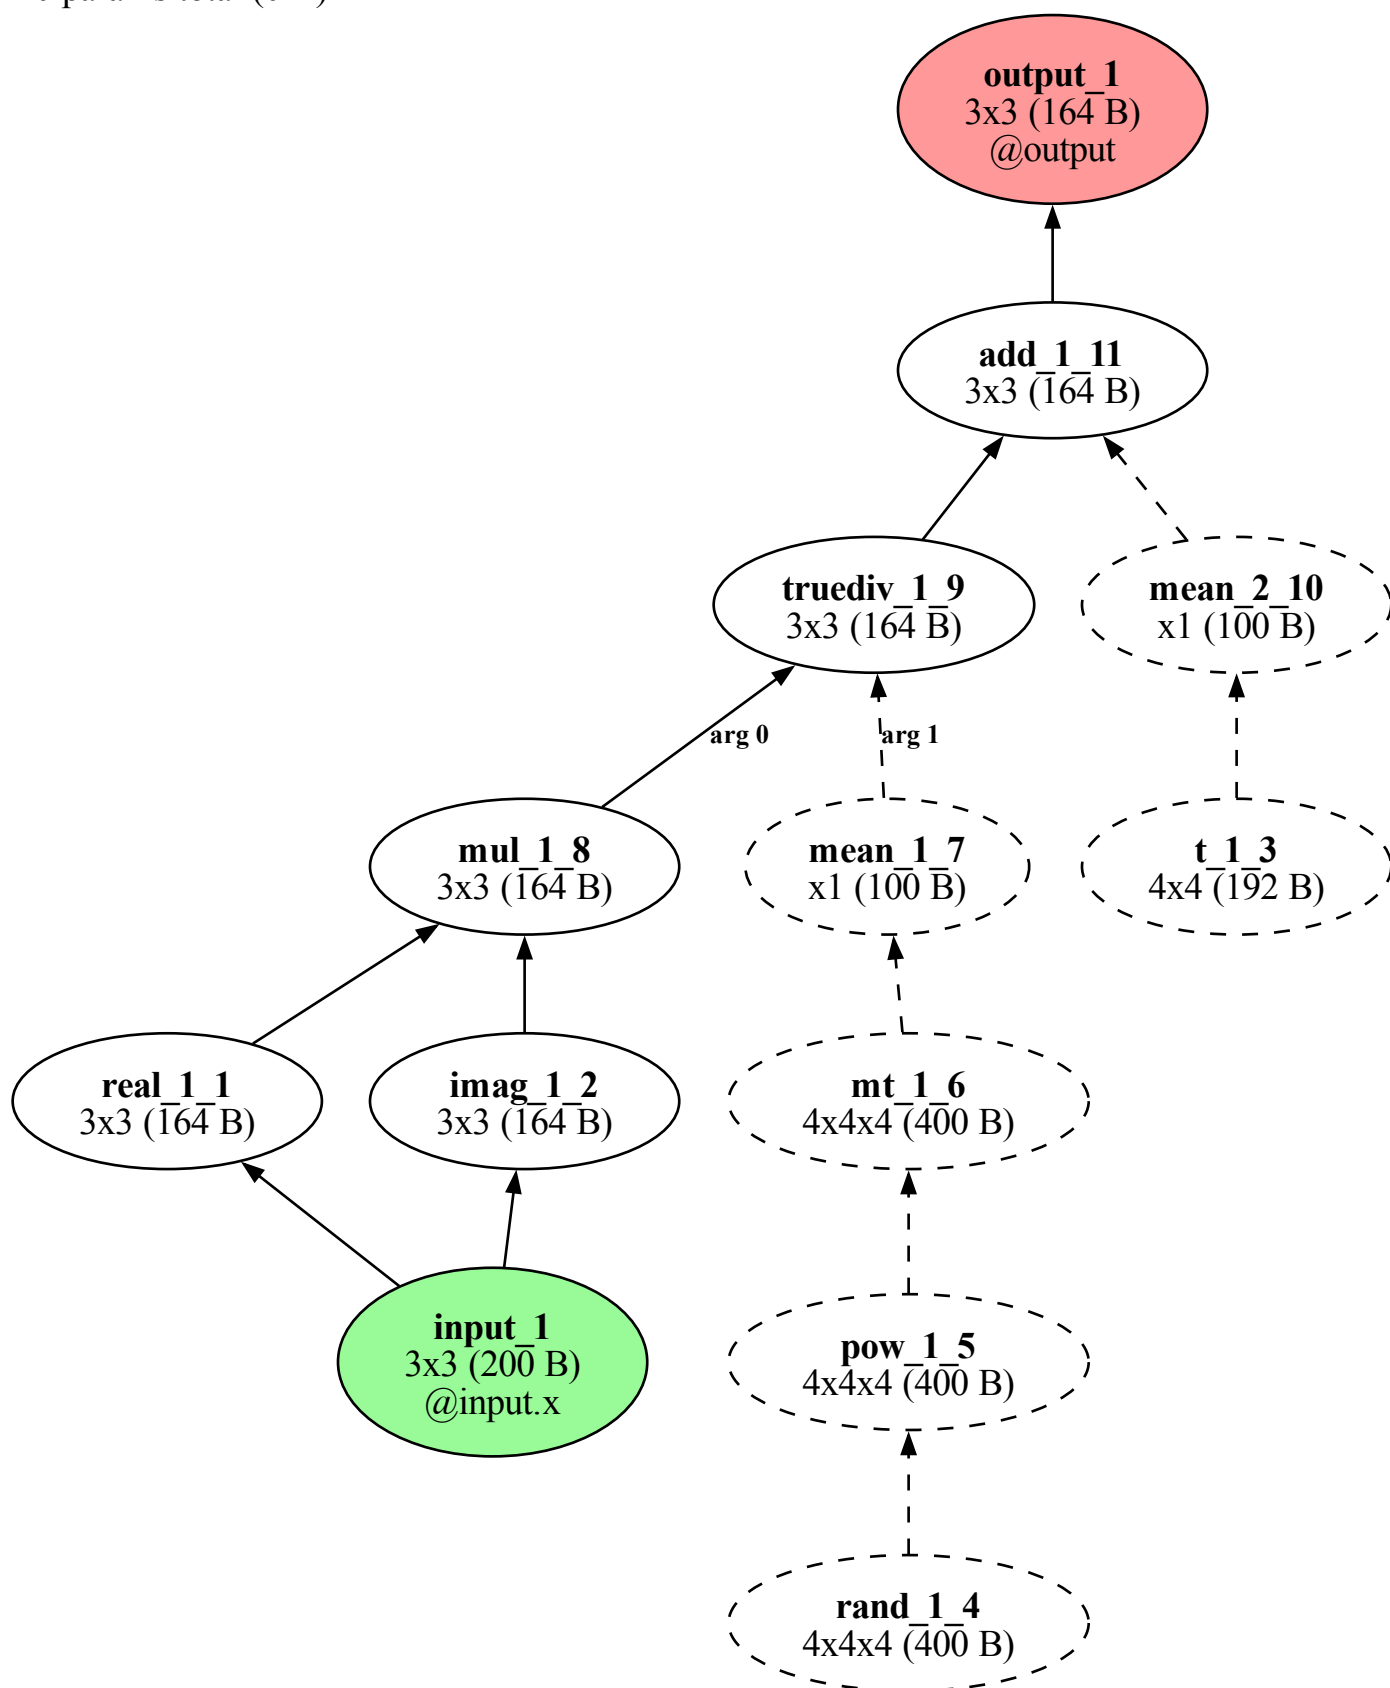 output_1
3x3 (164 B)
@output
add_1_11
3x3 (164 B)
truediv_1_9
3x3 (164 B)
mean_2_10
x1 (100 B)
arg 0
arg 1
mul_1_8
3x3 (164 B)
mean_1_7
x1 (100 B)
t_1_3
4x4 (192 B)
real_1_1
3x3 (164 B)
imag_1_2
3x3 (164 B)
mt_1_6
4x4x4 (400 B)
input_1
3x3 (200 B)
@input.x
pow_1_5
4x4x4 (400 B)
rand_1_4
4x4x4 (400 B)